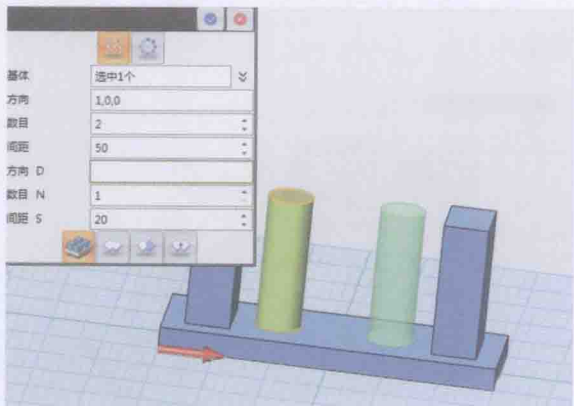 基体 选中1个
方向 1,0,0
数目 2
间距 50
方向 D
数目 N 1
间距 S 20